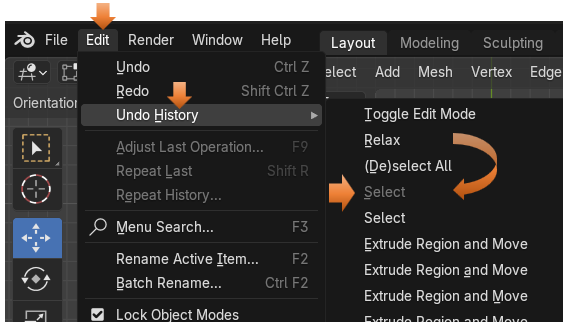 File Edit Render Window Help Layout Modeling Sculpting
elect Add Mesh Vertex Edge
Orientation
Undo Ctrl Z
Redo Shift Ctrl Z
Undo History
Adjust Last Operation... F9
Repeat Last Shift R
Repeat History...
Menu Search... F3
Rename Active Item... F2
Batch Rename... Ctrl F2
Lock Object Modes
Toggle Edit Mode
Relax
(De)select All
Select
Select
Extrude Region and Move
Extrude Region and Move
Extrude Region and Move
Extrude Region and Move